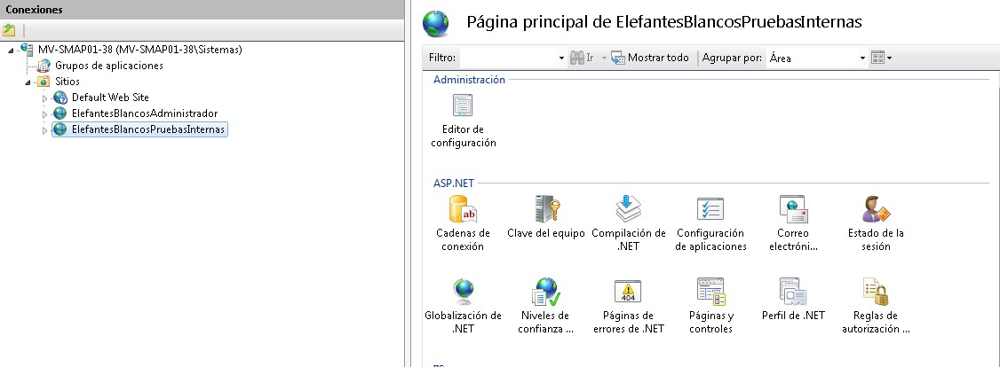 Conexiones
MV-SMAP01-38 (MV-SMAP01-38\Sistemas)
Grupos de aplicaciones
Sitios
Default Web Site
ElefantesBlancosAdministrador
ElefantesBlancosPruebasInternas
Página principal de ElefantesBlancosPruebasInternas
Filtro: Ir Mostrar todo Agrupar por: Área
Administración
Editor de
configuración
ASP.NET
Cadenas de
conexión
Clave del equipo
Compilación de
.NET
Configuración
de aplicaciones
Correo
electróni...
Estado de la
sesión
Globalización de
.NET
Niveles de
confianza ...
Páginas de
errores de .NET
Páginas y
controles
Perfil de .NET
Reglas de
autorización ...